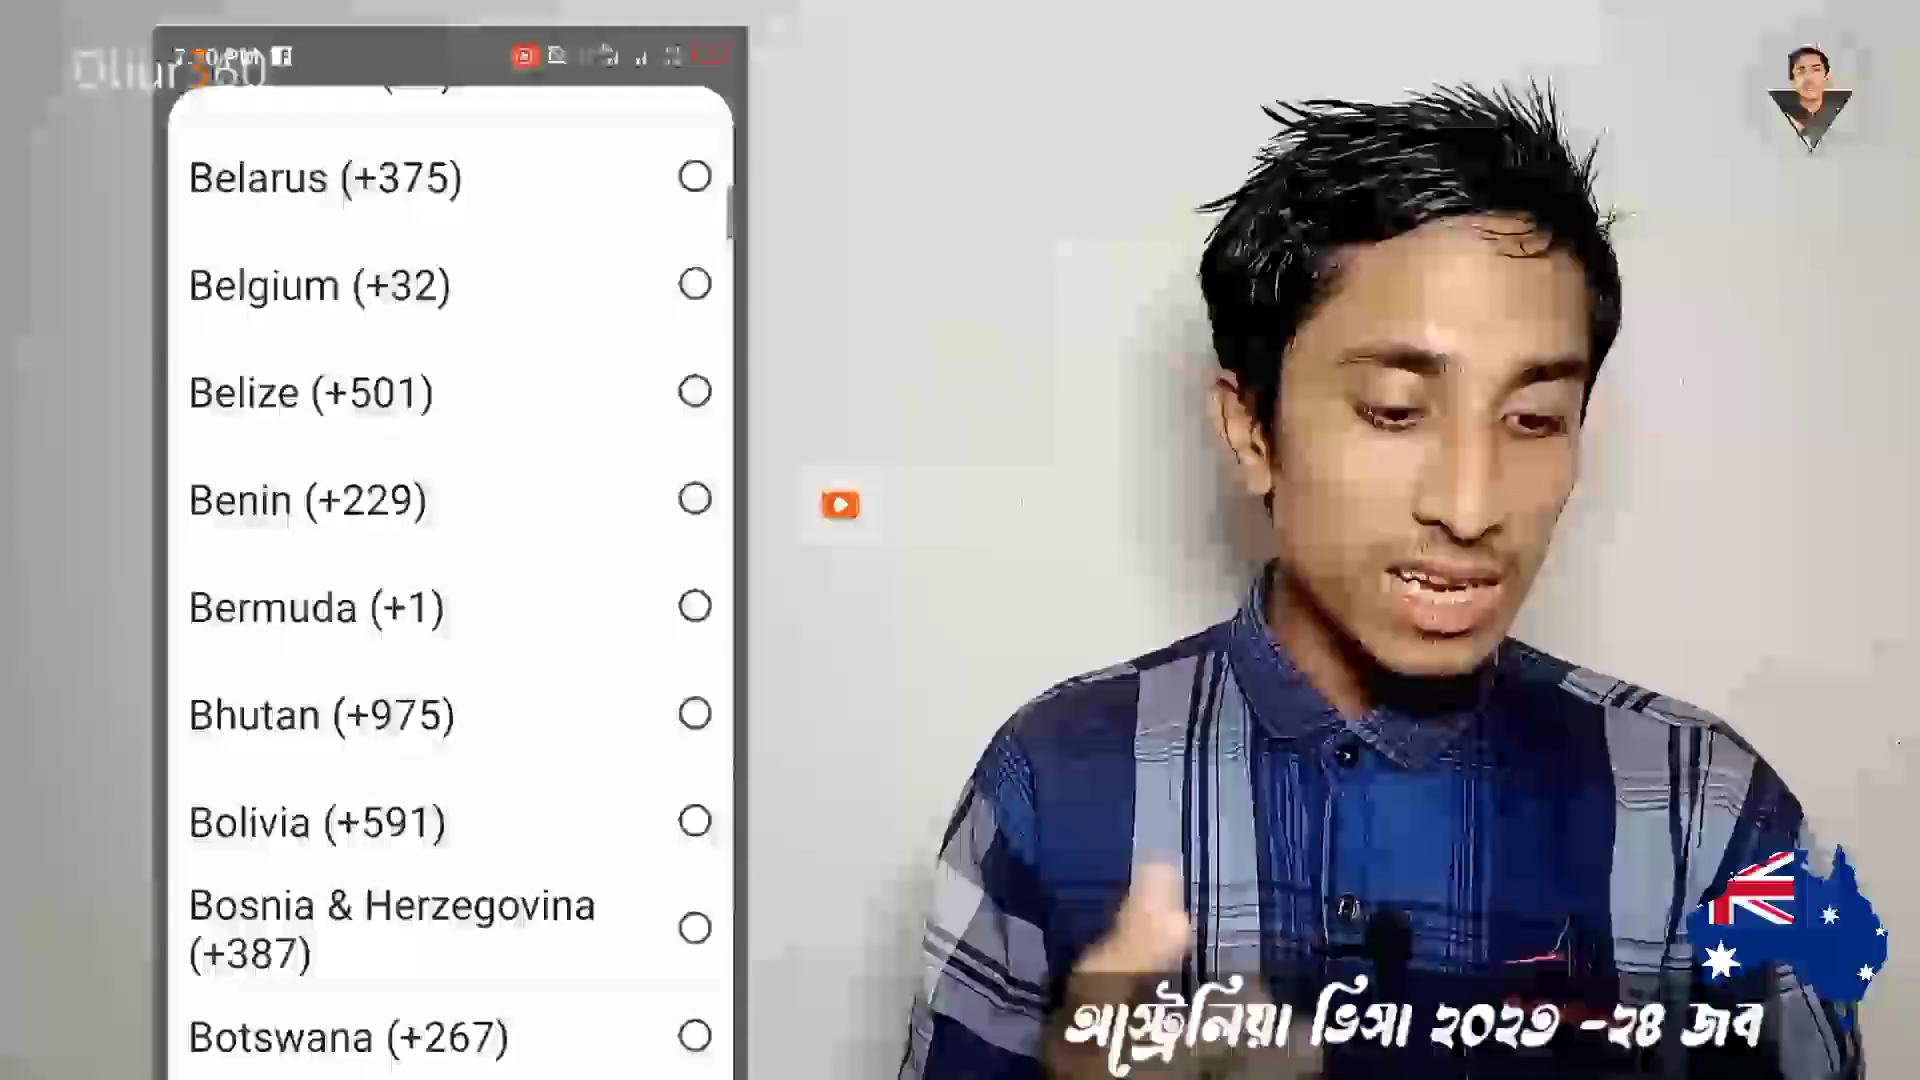 Oliur360
Belarus (+375)
Belgium (+32)
Belize (+501)
Benin (+229)
Bermuda (+1)
Bhutan (+975)
Bolivia (+591)
Bosnia & Herzegovina
(+387)
Botswana (+267)
অস্ট্রেলিয়া ভিসা ২০২৩ -২৪ জব